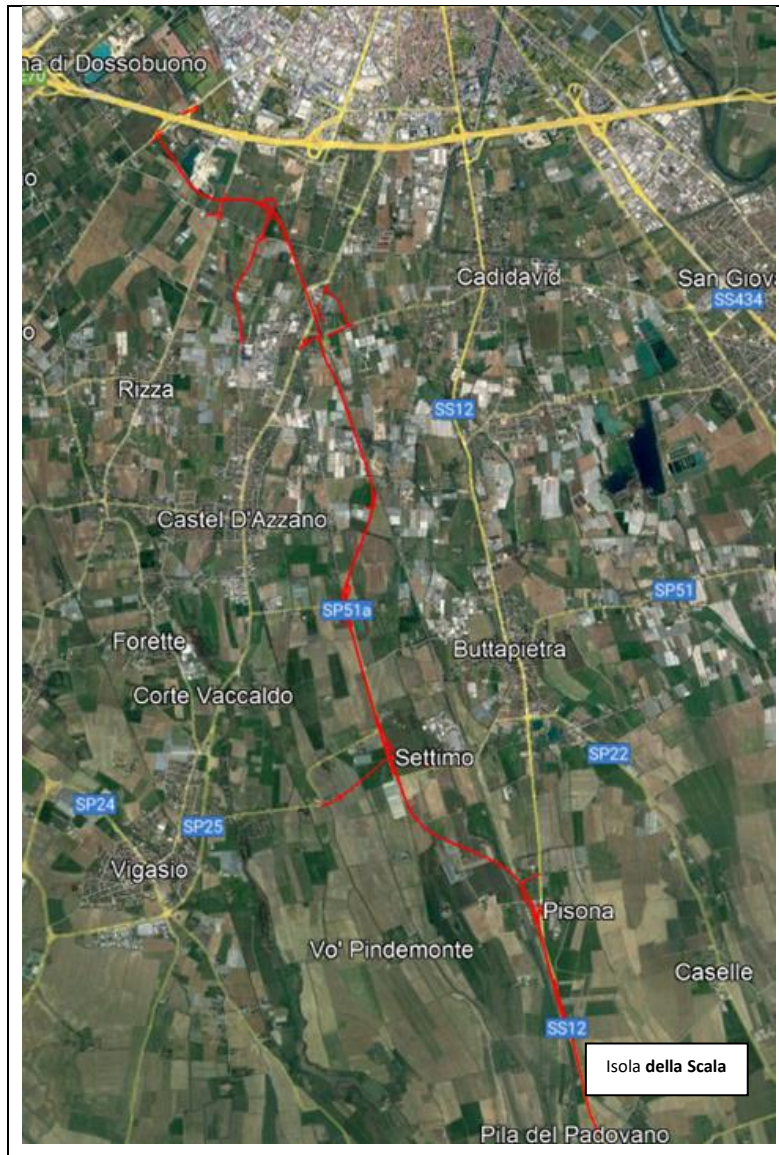 na di Dossobuono
E70
o
Cadidavid
San Giova
SS434
o
Rizza
SS12
Castel D'Azzano
SP51a
SP51
Forette
Buttapietra
Corte Vaccaldo
Settimo
SP22
SP24
SP25
Vigasio
Pisona
Vo' Pindemonte
Caselle
SS12
Isola della Scala
Pila del Padovano